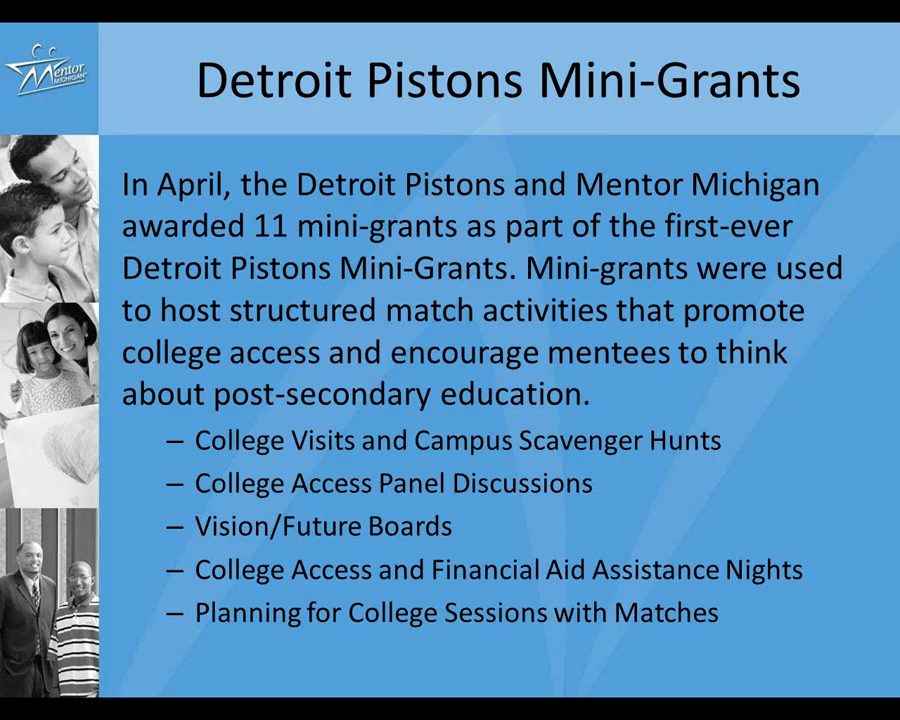 Mentor
MICHIGAN
Detroit Pistons Mini-Grants
In April, the Detroit Pistons and Mentor Michigan
awarded 11 mini-grants as part of the first-ever
Detroit Pistons Mini-Grants. Mini-grants were used
to host structured match activities that promote
college access and encourage mentees to think
about post-secondary education.
– College Visits and Campus Scavenger Hunts
– College Access Panel Discussions
– Vision/Future Boards
– College Access and Financial Aid Assistance Nights
– Planning for College Sessions with Matches